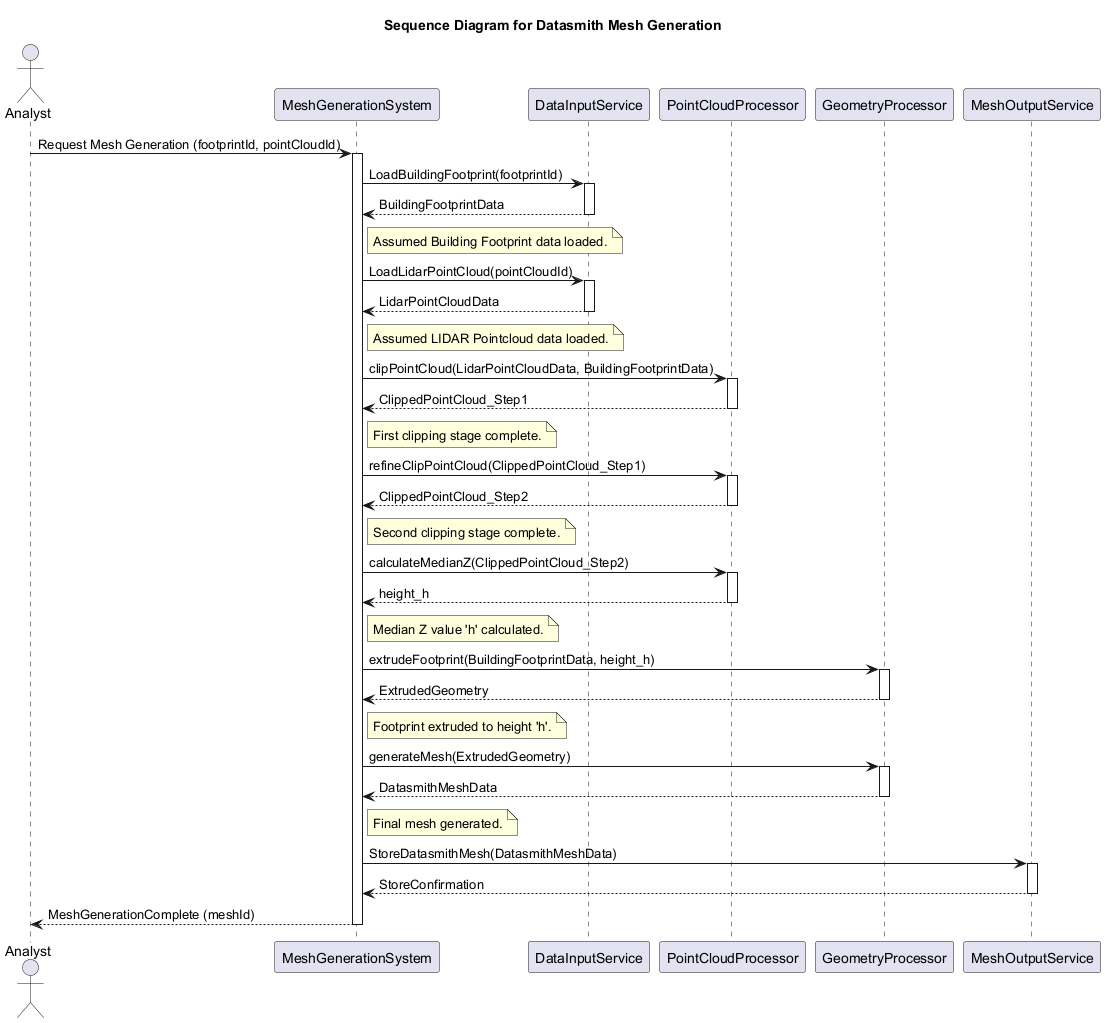 Sequence Diagram for Datasmith Mesh Generation
Analyst
MeshGenerationSystem
DataInputService
PointCloudProcessor
GeometryProcessor
MeshOutputService
Request Mesh Generation (footprintId, pointCloudId)
LoadBuildingFootprint(footprintId)
BuildingFootprintData
Assumed Building Footprint data loaded.
LoadLidarPointCloud(pointCloudId)
LidarPointCloudData
Assumed LIDAR Pointcloud data loaded.
clipPointCloud(LidarPointCloudData, BuildingFootprintData)
ClippedPointCloud_Step1
First clipping stage complete.
refineClipPointCloud(ClippedPointCloud_Step1)
ClippedPointCloud_Step2
Second clipping stage complete.
calculateMedianZ(ClippedPointCloud_Step2)
height_h
Median Z value 'h' calculated.
extrudeFootprint(BuildingFootprintData, height_h)
ExtrudedGeometry
Footprint extruded to height 'h'.
generateMesh(ExtrudedGeometry)
DatasmithMeshData
Final mesh generated.
StoreDatasmithMesh(DatasmithMeshData)
StoreConfirmation
MeshGenerationComplete (meshId)
Analyst
MeshGenerationSystem
DataInputService
PointCloudProcessor
GeometryProcessor
MeshOutputService